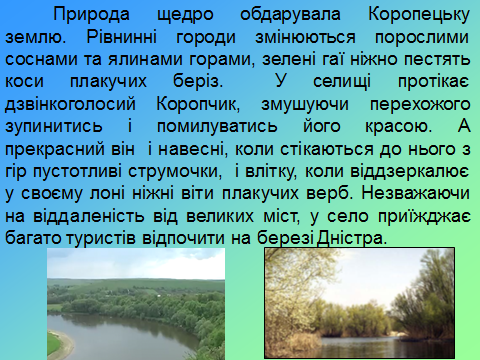 Природа щедро обдарувала Коропецьку
землю. Рівнинні городи змінюються порослими
соснами та ялинами горами, зелені гаї ніжно пестять
коси плакучих беріз. У селищі протікає
дзвінкоголосий Коропчик, змушуючи перехожого
зупинитись і помилуватись його красою. А
прекрасний він і навесні, коли стікаються до нього з
гір пустотливі струмочки, і влітку, коли віддзеркалює
у своєму лоні ніжні віти плакучих верб. Незважаючи
на віддаленість від великих міст, у село приїжджає
багато туристів відпочити на березі Дністра.